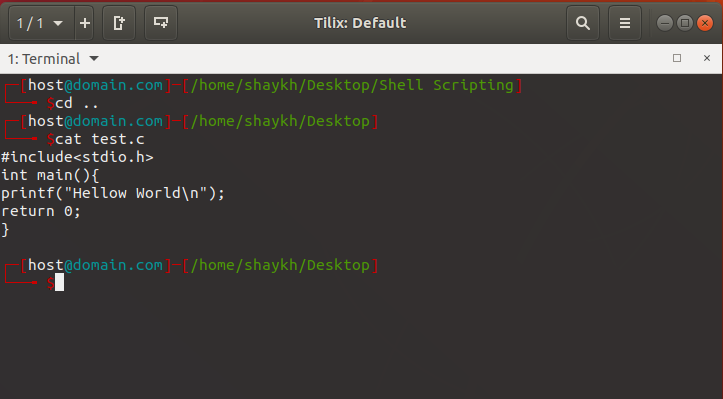 1 / 1
Tilix: Default
1: Terminal
┌─[host@domain.com]─[/home/shaykh/Desktop/Shell Scripting]
└──╼ $cd ..
┌─[host@domain.com]─[/home/shaykh/Desktop]
└──╼ $cat test.c
#include<stdio.h>
int main(){
printf("Hellow World\n");
return 0;
}
┌─[host@domain.com]─[/home/shaykh/Desktop]
└──╼ $